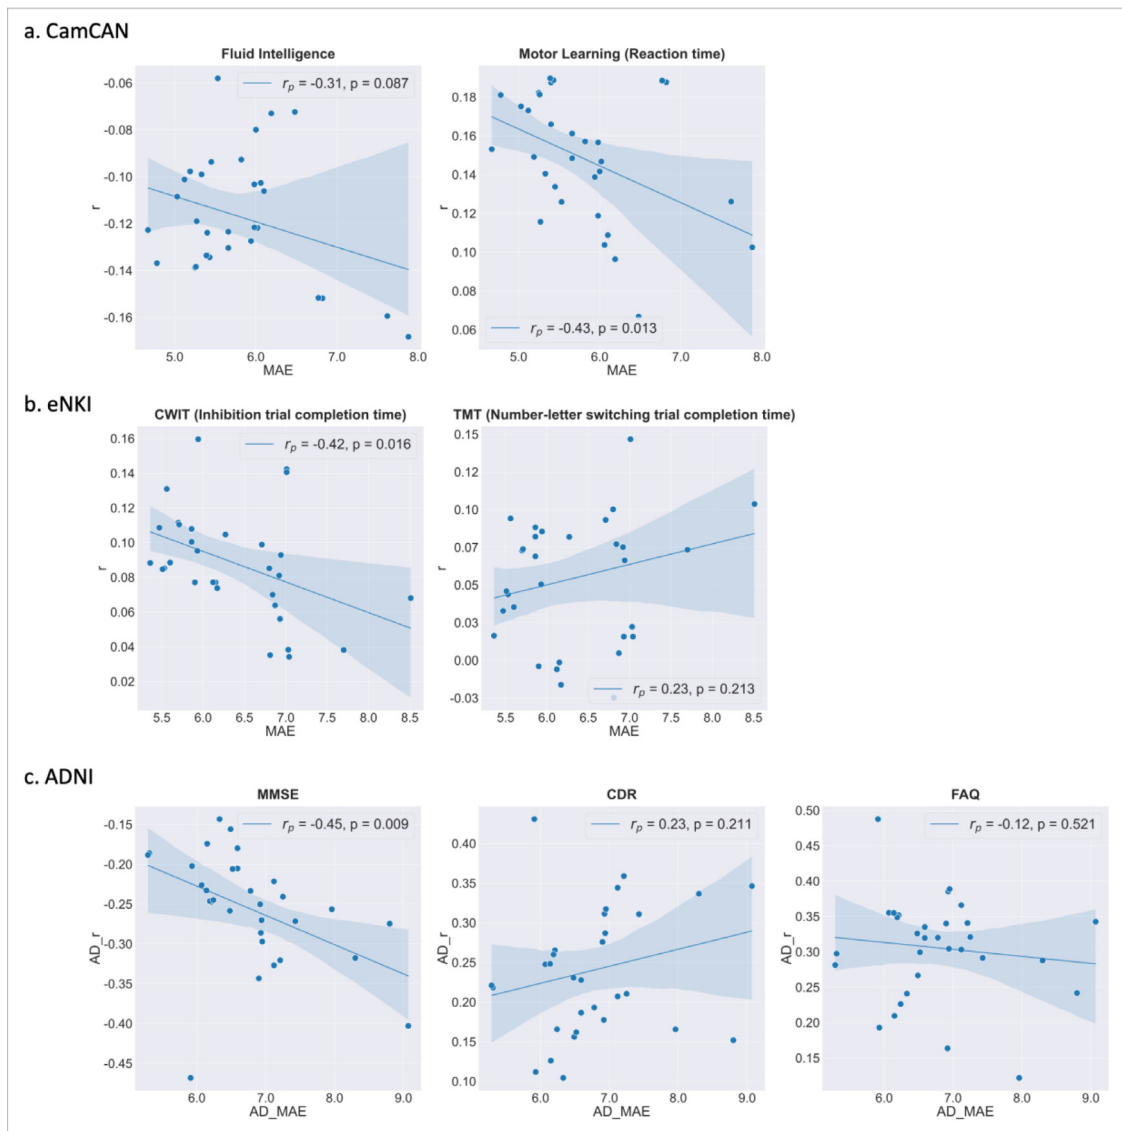 a. CamCAN
Fluid Intelligence
r_p = -0.31, p = 0.087
-0.06
-0.08
-0.10
-0.12
-0.14
-0.16
r
5.0 6.0 7.0 8.0
MAE
Motor Learning (Reaction time)
0.18
0.16
0.14
0.12
0.10
0.08
0.06
r
r_p = -0.43, p = 0.013
5.0 6.0 7.0 8.0
MAE
b. eNKI
CWIT (Inhibition trial completion time)
r_p = -0.42, p = 0.016
0.16
0.14
0.12
0.10
0.08
0.06
0.04
0.02
r
5.5 6.0 6.5 7.0 7.5 8.0 8.5
MAE
TMT (Number-letter switching trial completion time)
0.15
0.12
0.10
0.07
0.05
0.03
0.00
-0.03
r
r_p = 0.23, p = 0.213
5.5 6.0 6.5 7.0 7.5 8.0 8.5
MAE
c. ADNI
MMSE
r_p = -0.45, p = 0.009
-0.15
-0.20
-0.25
-0.30
-0.35
-0.40
-0.45
AD_r
6.0 7.0 8.0 9.0
AD_MAE
CDR
r_p = 0.23, p = 0.211
0.40
0.35
0.30
0.25
0.20
0.15
0.10
AD_r
6.0 7.0 8.0 9.0
AD_MAE
FAQ
r_p = -0.12, p = 0.521
0.50
0.45
0.40
0.35
0.30
0.25
0.20
0.15
AD_r
6.0 7.0 8.0 9.0
AD_MAE